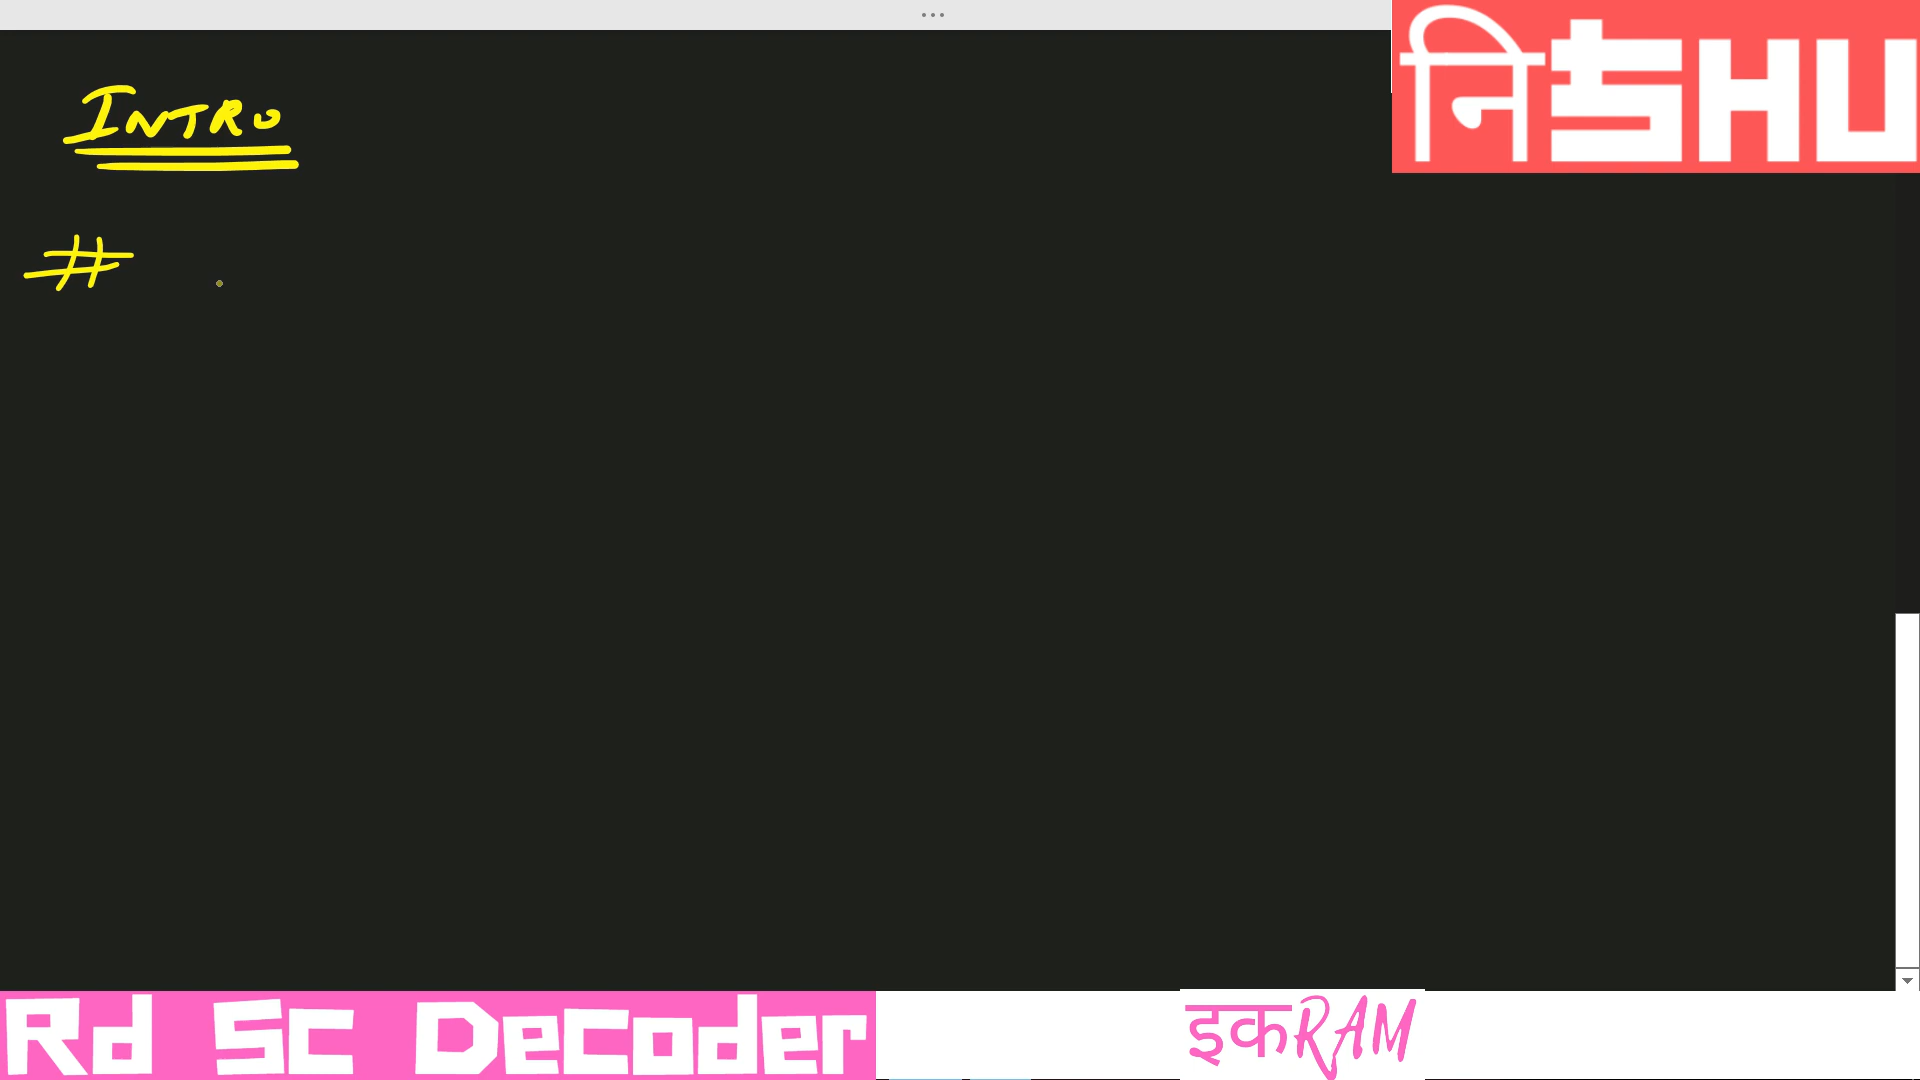 INTRO
निSHU
#
Rd Sc Decoder
इकRAM